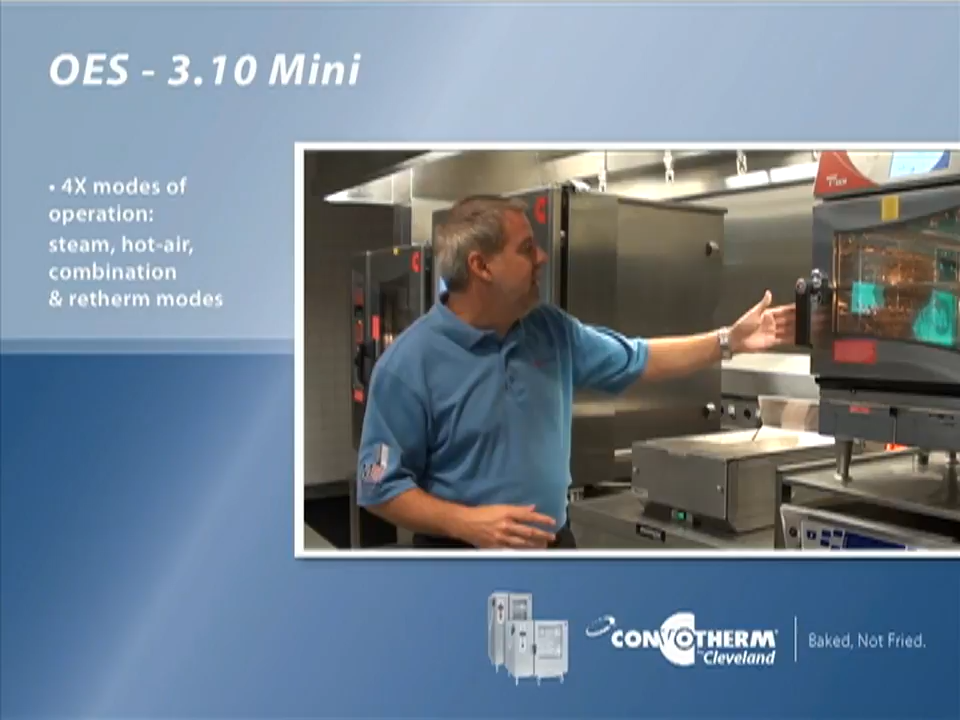 OES - 3.10 Mini
• 4X modes of
operation:
steam, hot-air,
combination
& retherm modes
CONVOTHERM
by Cleveland
Baked, Not Fried.